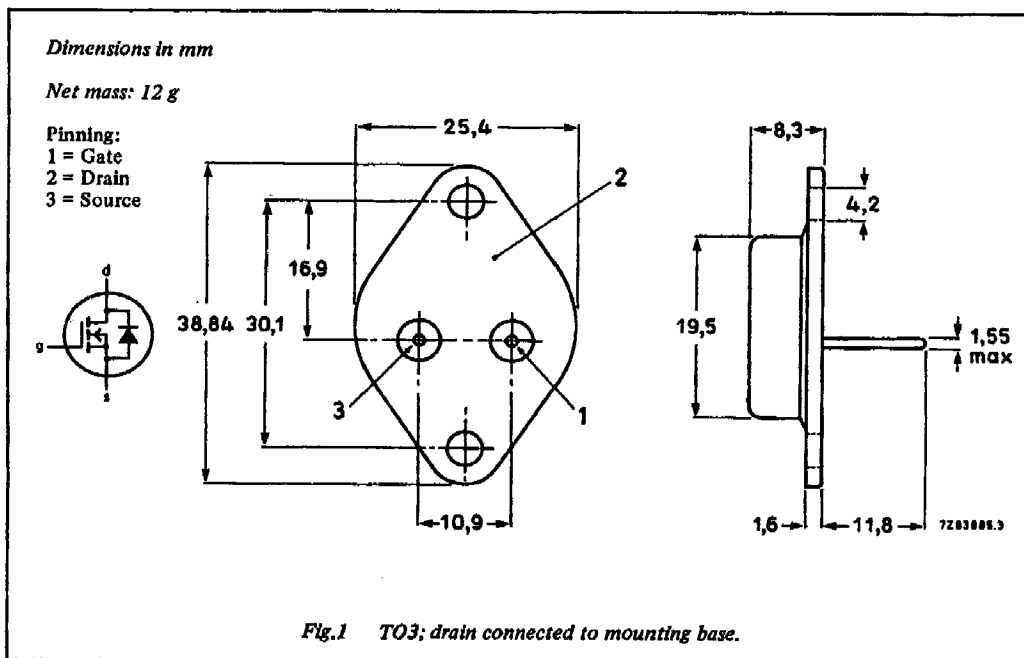 Dimensions in mm
Net mass: 12 g
Pinning:
1 = Gate
2 = Drain
3 = Source
25,4
2
38,84
30,1
16,9
3
1
10,9
d
g
s
8,3
4,2
19,5
1,55
max
1,6
11,8
7Z83885.3
Fig.1 TO3; drain connected to mounting base.